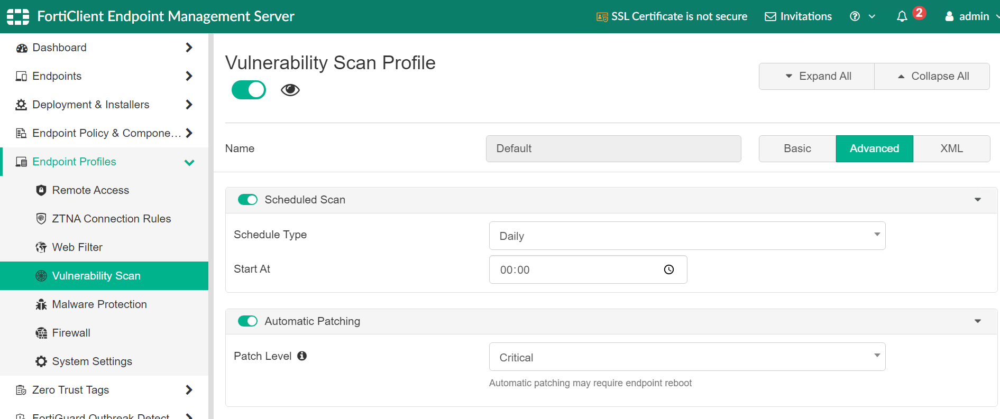 FortiClient Endpoint Management Server
SSL Certificate is not secure
Invitations
2
admin
Dashboard
Endpoints
Deployment & Installers
Endpoint Policy & Compone...
Endpoint Profiles
Remote Access
ZTNA Connection Rules
Web Filter
Vulnerability Scan
Malware Protection
Firewall
System Settings
Zero Trust Tags
FortiGuard Outbreak Detect
Vulnerability Scan Profile
Expand All
Collapse All
Name
Default
Basic
Advanced
XML
Scheduled Scan
Schedule Type
Daily
Start At
00:00
Automatic Patching
Patch Level
Critical
Automatic patching may require endpoint reboot